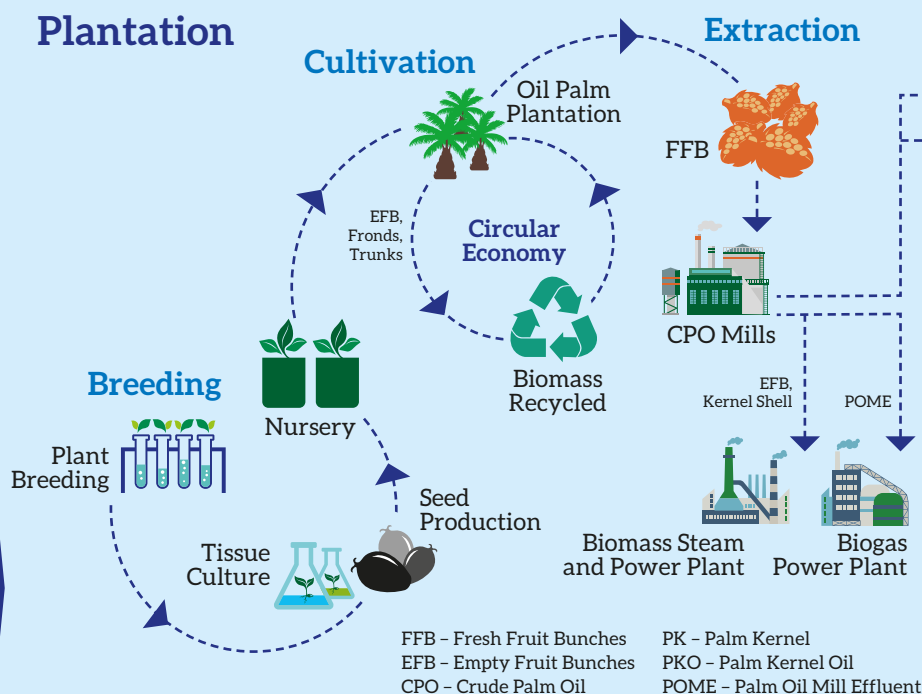 Plantation
Breeding
Plant
Breeding
Tissue
Culture
Seed
Production
Nursery
Cultivation
Oil Palm
Plantation
EFB,
Fronds,
Trunks
Circular
Economy
Biomass
Recycled
Extraction
FFB
CPO Mills
EFB,
Kernel Shell
POME
Biomass Steam
and Power Plant
Biogas
Power Plant
FFB – Fresh Fruit Bunches
EFB – Empty Fruit Bunches
CPO – Crude Palm Oil
PK – Palm Kernel
PKO – Palm Kernel Oil
POME – Palm Oil Mill Effluent